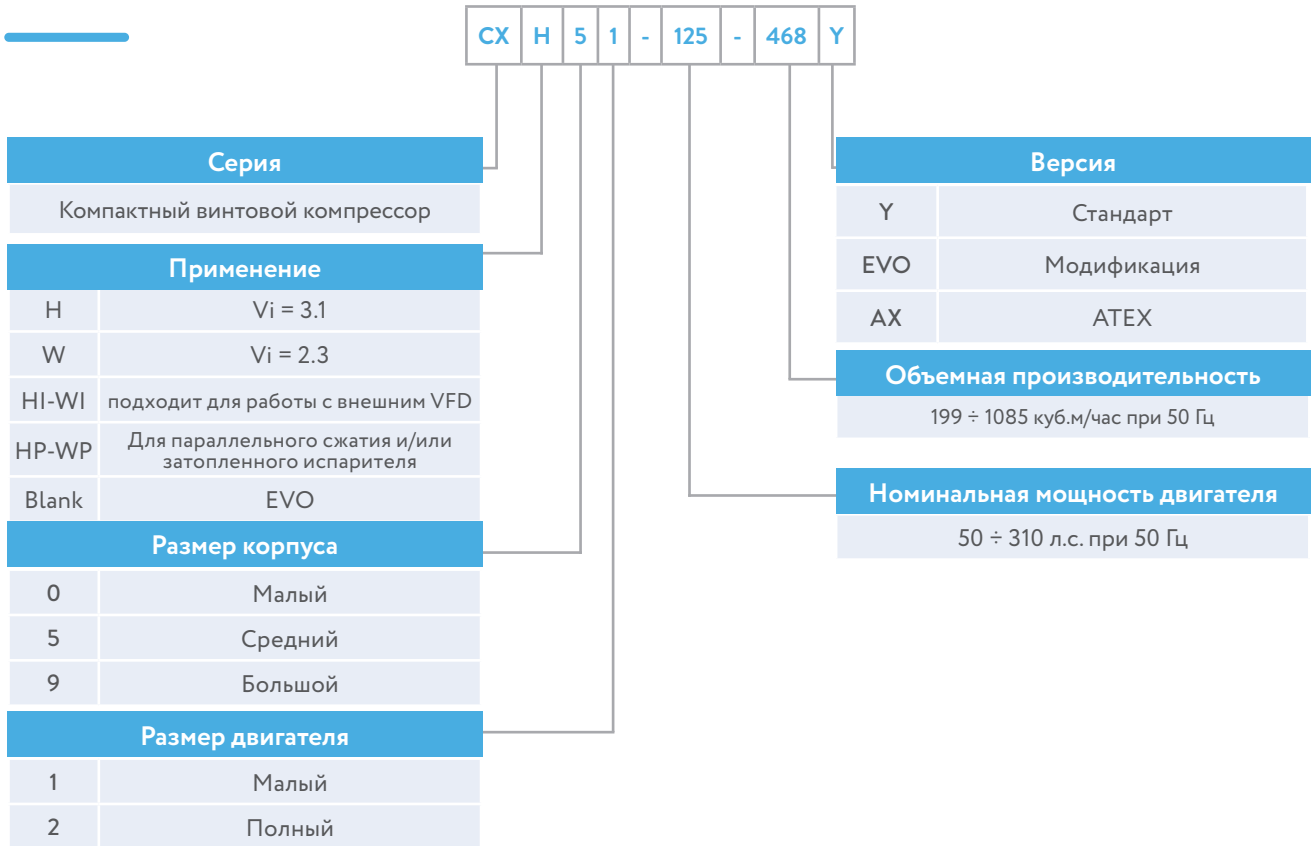 CX H 5 1 - 125 - 468 Y
Серия
Компактный винтовой компрессор
Применение
H Vi = 3.1
W Vi = 2.3
HI-WI подходит для работы с внешним VFD
HP-WP Для параллельного сжатия и/или
затопленного испарителя
Blank EVO
Размер корпуса
0 Малый
5 Средний
9 Большой
Размер двигателя
1 Малый
2 Полный
Версия
Y Стандарт
EVO Модификация
AX ATEX
Объемная производительность
199 ÷ 1085 куб.м/час при 50 Гц
Номинальная мощность двигателя
50 ÷ 310 л.с. при 50 Гц